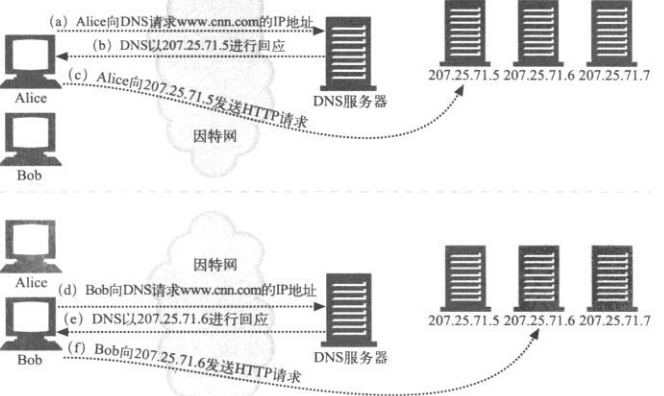 (a) Alice向DNS请求www.cnn.com的IP地址
(b) DNS以207.25.71.5进行回应
(c) Alice向207.25.71.5发送HTTP请求
Alice
DNS服务器
207.25.71.5 207.25.71.6 207.25.71.7
因特网
Bob
Alice
因特网
(d) Bob向DNS请求www.cnn.com的IP地址
(e) DNS以207.25.71.6进行回应
(f) Bob向207.25.71.6发送HTTP请求
Bob
DNS服务器
207.25.71.5 207.25.71.6 207.25.71.7